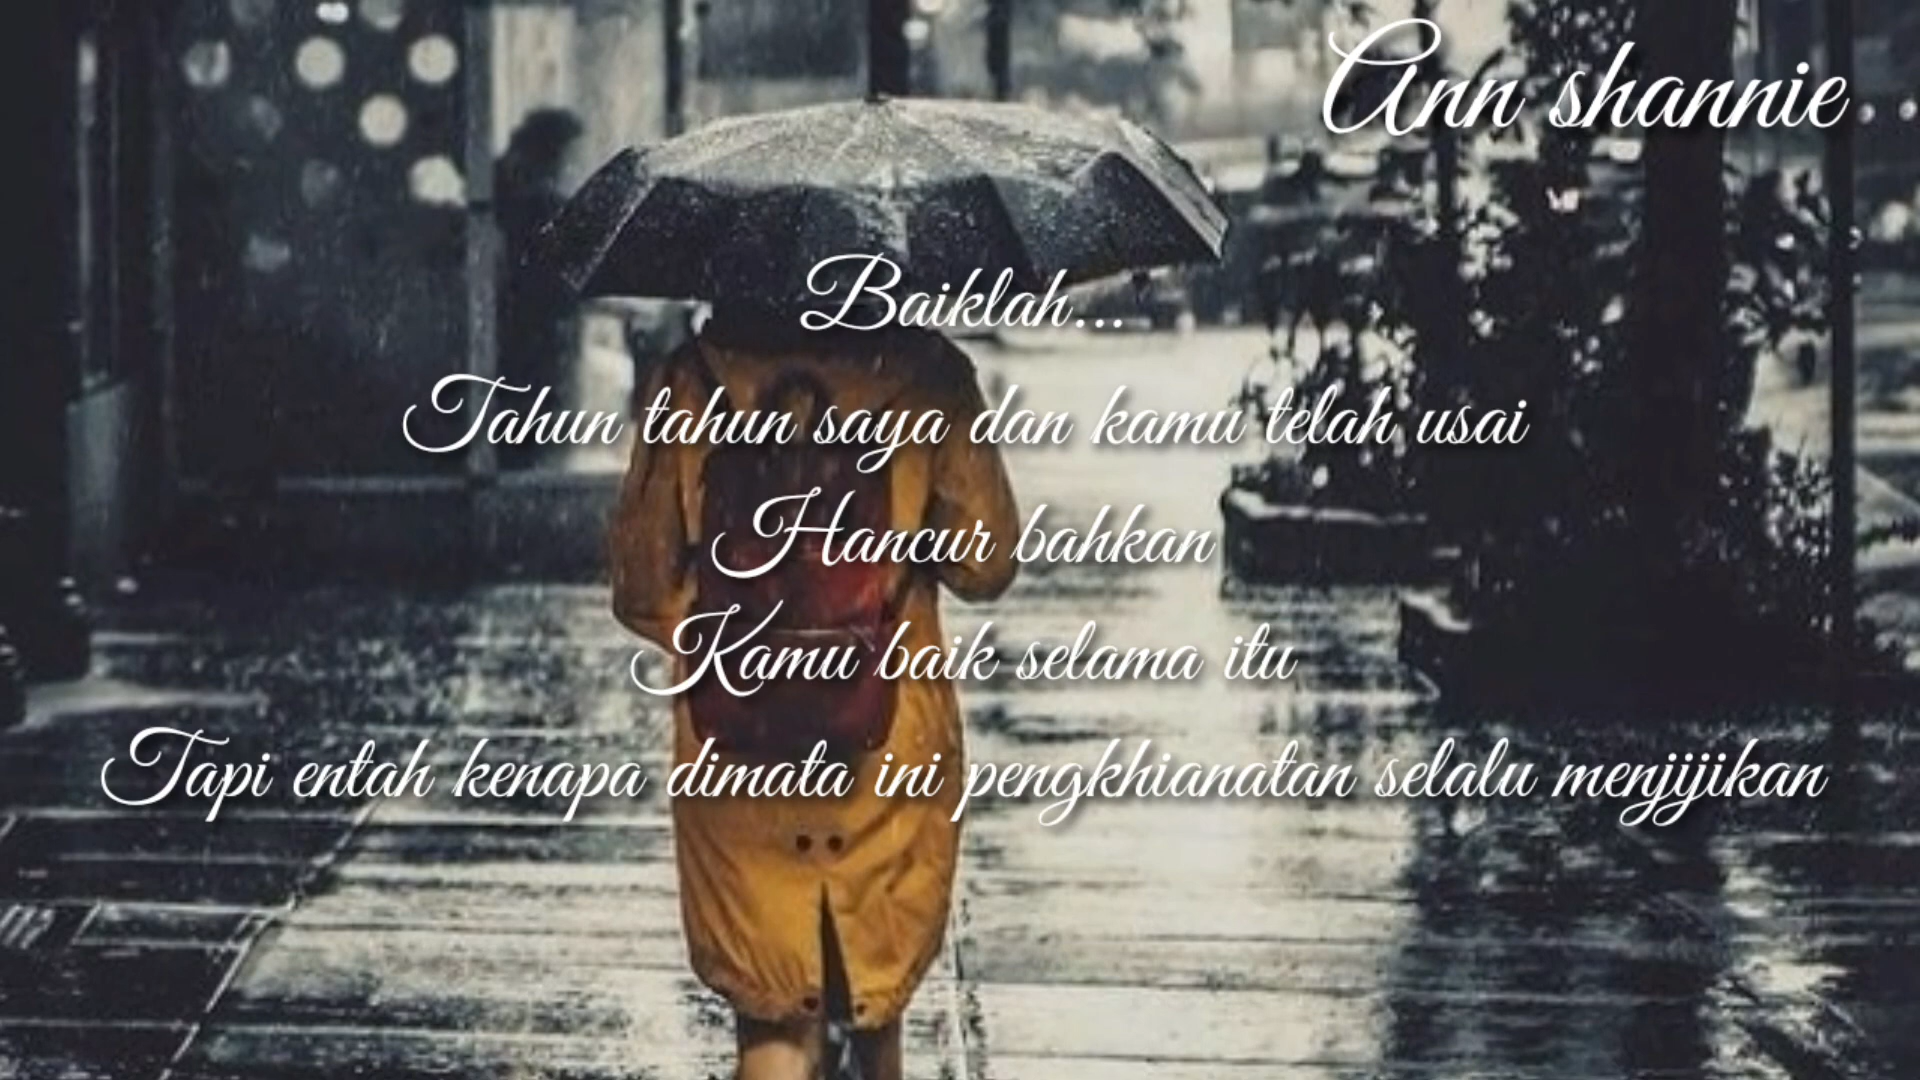 Ann shannie
Baiklah...
Tahun tahun saya dan kamu telah usai
Hancur bahkan
Kamu baik selama itu
Tapi entah kenapa dimata ini pengkhianatan selalu menjijikan